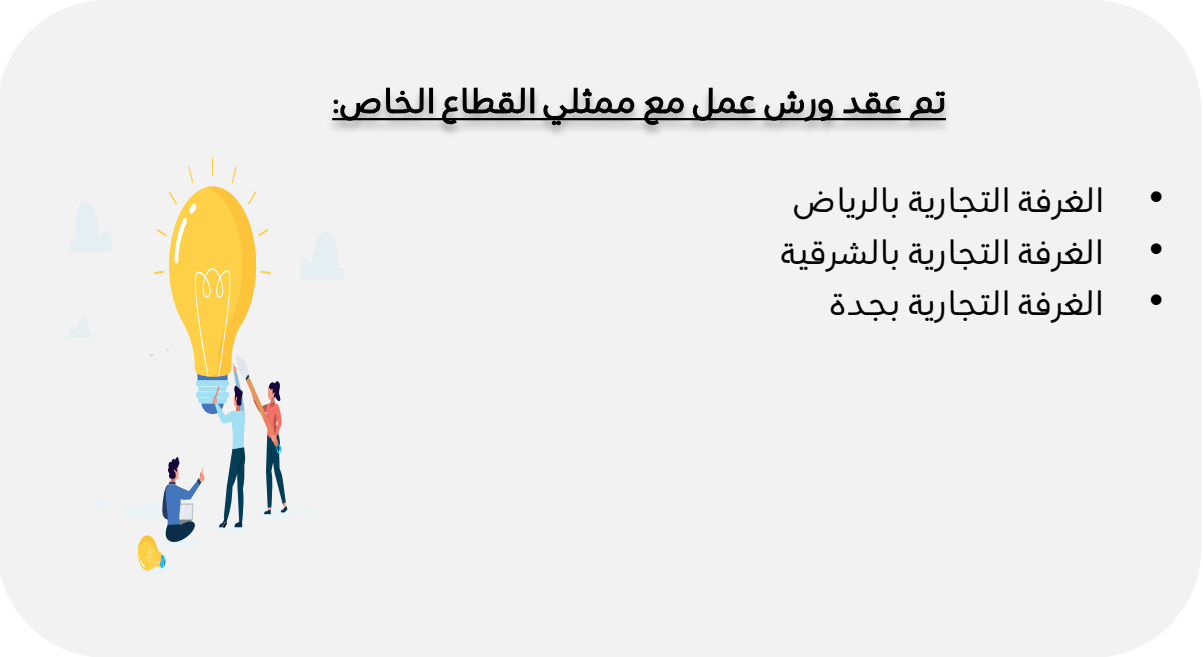 تم عقد ورش عمل مع ممثلي القطاع الخاص:
• الغرفة التجارية بالرياض
• الغرفة التجارية بالشرقية
• الغرفة التجارية بجدة